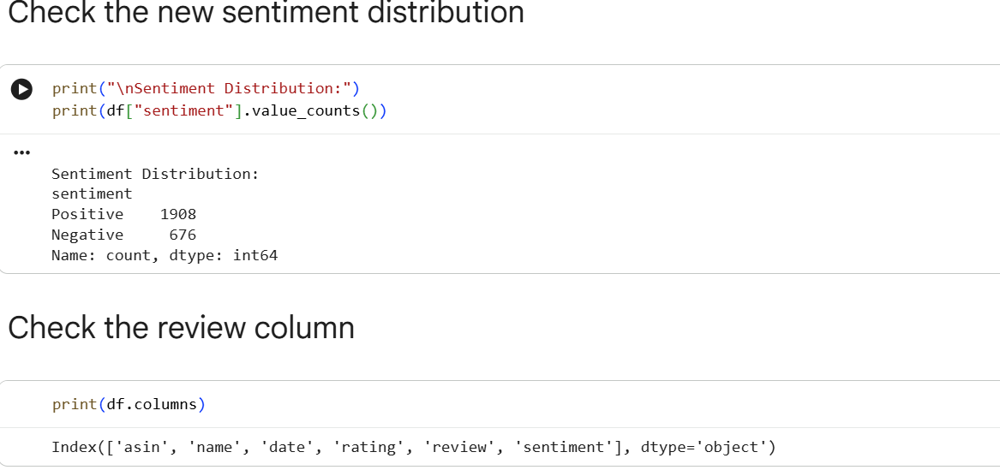 Check the new sentiment distribution
print("\nSentiment Distribution:")
print(df["sentiment"].value_counts())
Sentiment Distribution:
sentiment
Positive    1908
Negative     676
Name: count, dtype: int64
Check the review column
print(df.columns)
Index(['asin', 'name', 'date', 'rating', 'review', 'sentiment'], dtype='object')